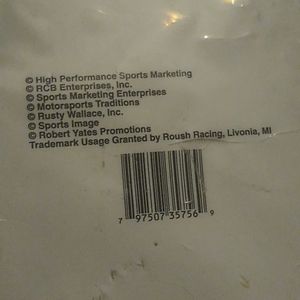 © High Performance Sports Marketing
© RCB Enterprises, Inc.
© Sports Marketing Enterprises
© Motorsports Traditions
© Rusty Wallace, Inc.
© Sports Image
© Robert Yates Promotions
Trademark Usage Granted by Roush Racing, Livonia, MI
7 97507 35756 9